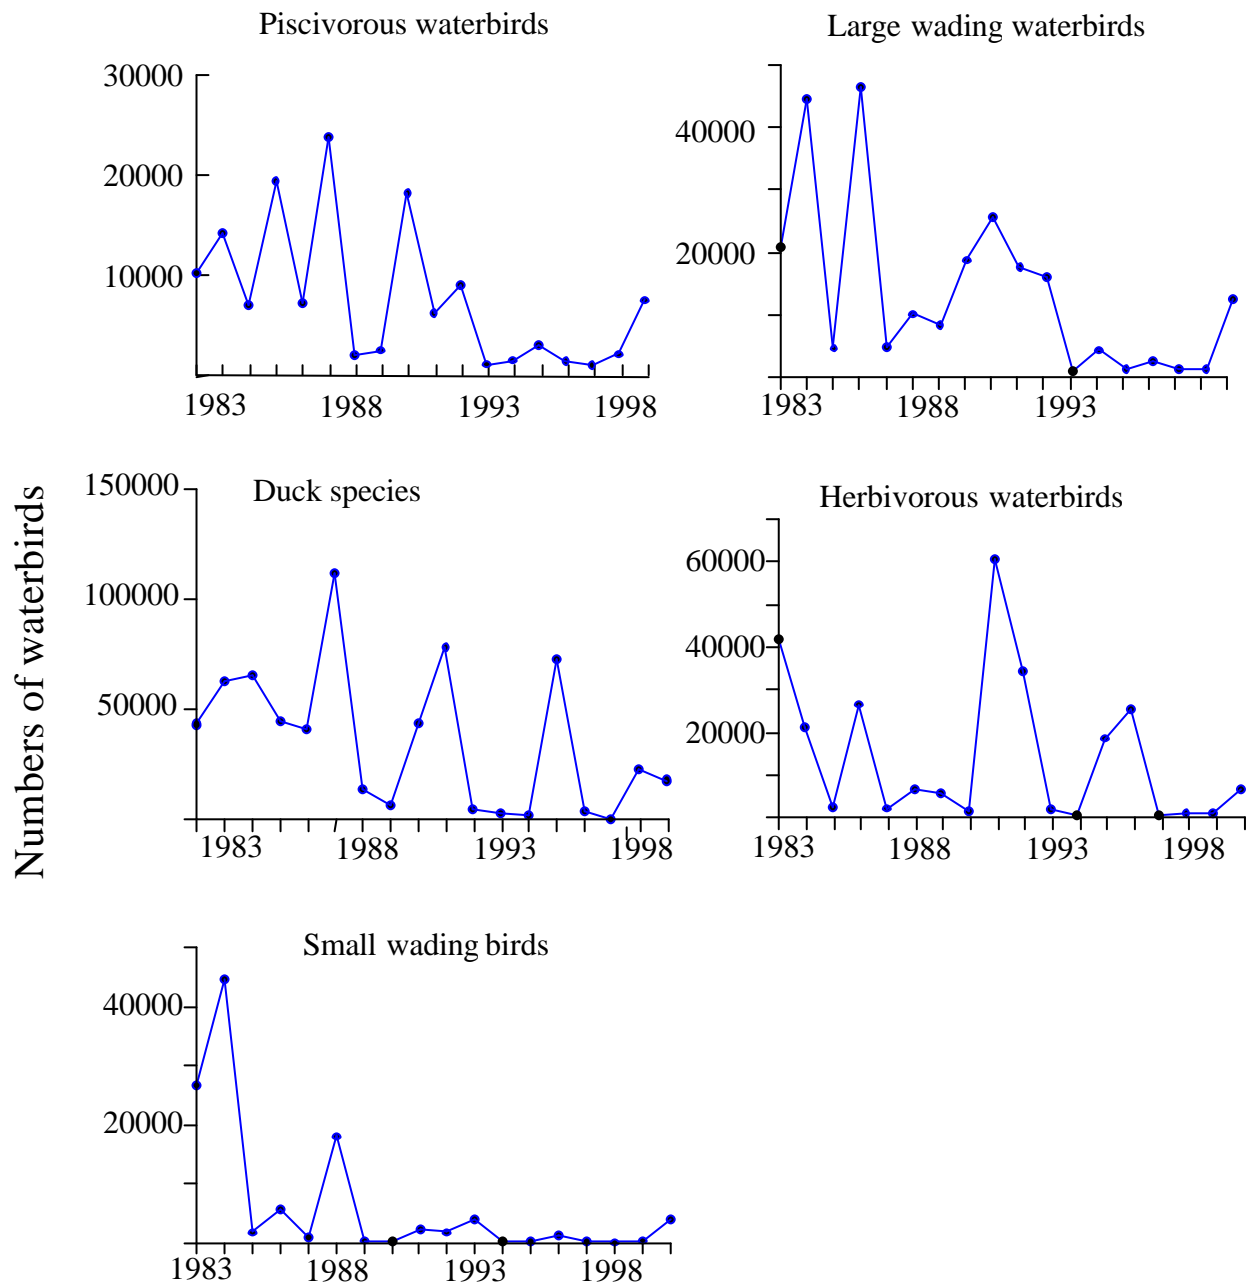 Piscivorous waterbirds
30000
20000
10000
1983 1988 1993 1998
Large wading waterbirds
40000
20000
1983 1988 1993
Numbers of waterbirds
Duck species
150000
100000
50000
1983 1988 1993 1998
Herbivorous waterbirds
60000
40000
20000
1983 1988 1993 1998
Small wading birds
40000
20000
1983 1988 1993 1998